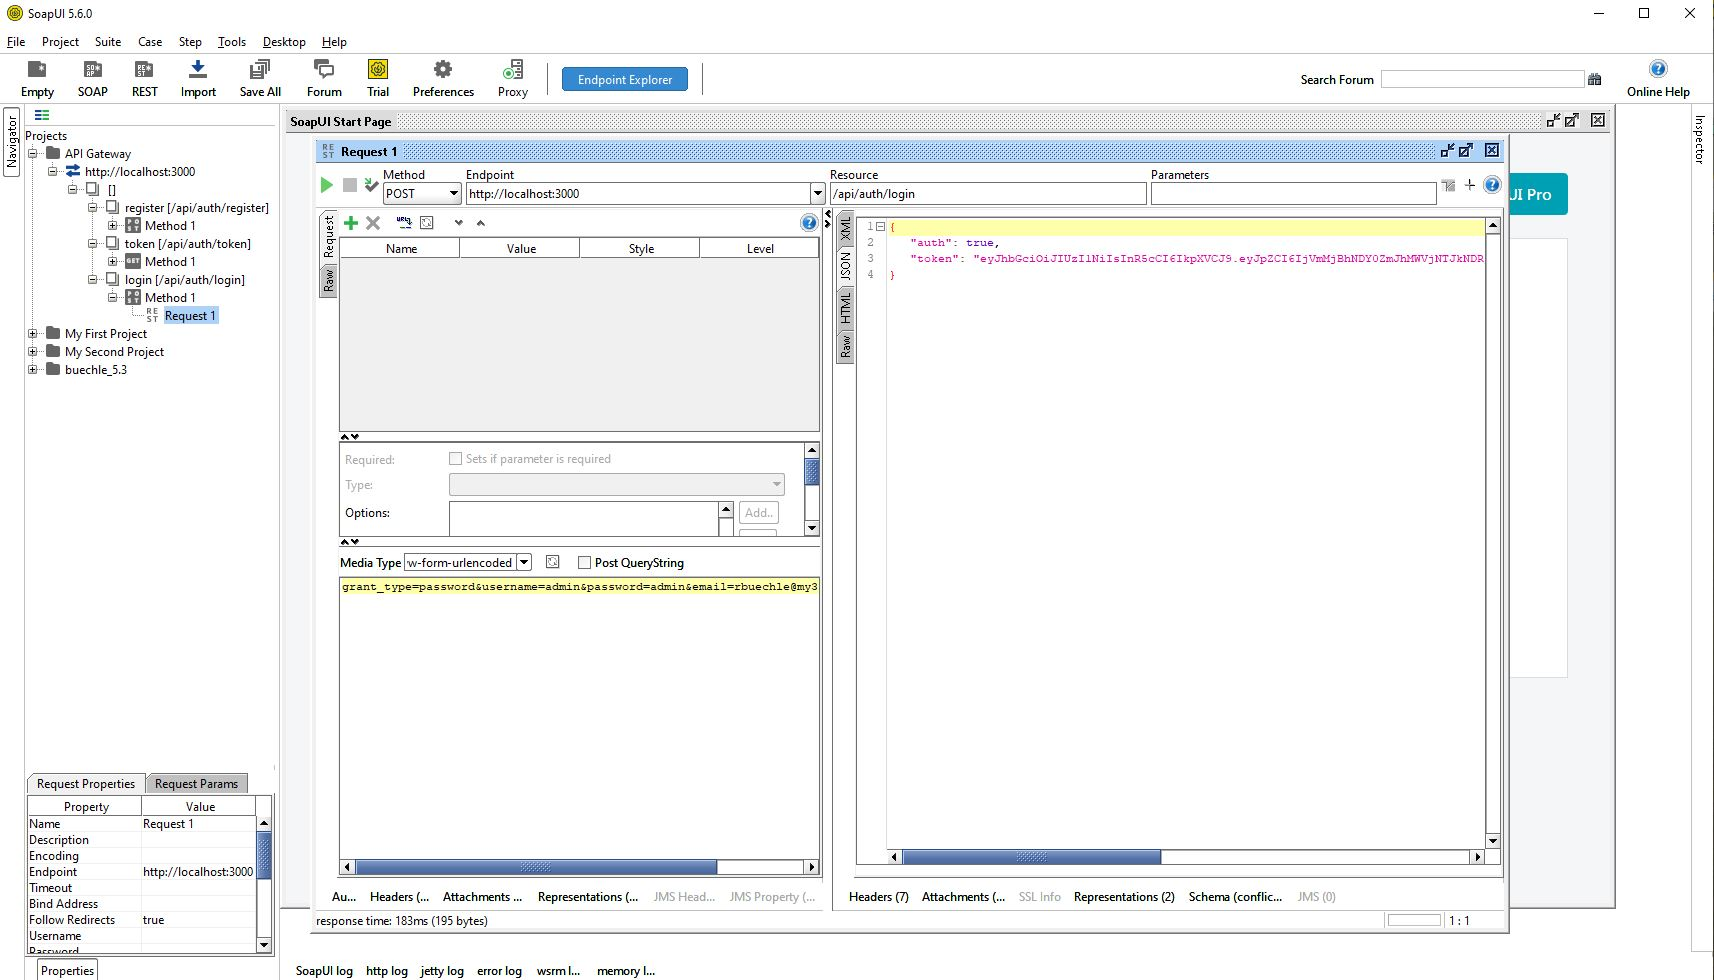 SoapUI 5.6.0
File Project Suite Case Step Tools Desktop Help
Empty SOAP REST Import Save All Forum Trial Preferences Proxy Endpoint Explorer Search Forum Online Help
Navigator
Projects
API Gateway
http://localhost:3000
[]
register [/api/auth/register]
Method 1
token [/api/auth/token]
Method 1
login [/api/auth/login]
Method 1
Request 1
My First Project
My Second Project
buechle_5.3
SoapUI Start Page
Inspector
UI Pro
Request 1
Method Endpoint Resource Parameters
POST http://localhost:3000 /api/auth/login
Request
Raw
Name Value Style Level
Required: Sets if parameter is required
Type:
Options: Add..
Media Type w-form-urlencoded Post QueryString
grant_type=password&username=admin&password=admin&email=rbuechle@my3
XML
JSON
HTML
Raw
1 {
2 "auth": true,
3 "token": "eyJhbGciOiJIUzI1NiIsInR5cCI6IkpXVCJ9.eyJpZCI6IjVmMjBhNDY0ZmJhMWVjNTJkNDR
4 }
Au... Headers (... Attachments ... Representations (... JMS Head... JMS Property (...
Headers (7) Attachments (... SSL Info Representations (2) Schema (conflic... JMS (0)
response time: 183ms (195 bytes)
1 : 1
Request Properties Request Params
Property Value
Name Request 1
Description
Encoding
Endpoint http://localhost:3000
Timeout
Bind Address
Follow Redirects true
Username
Password
Properties
SoapUI log http log jetty log error log wsrm l... memory l...